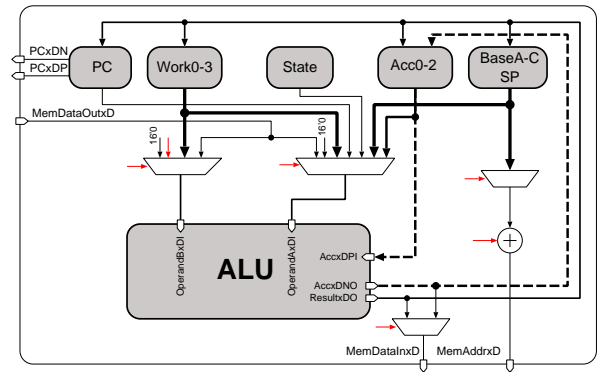 PCxDN
PCxDP
PC
Work0-3
State
Acc0-2
BaseA-C
SP
MemDataOutxD
16'0
16'0
OperandBxDI
OperandAxDI
ALU
AccxDPI
AccxDNO
ResultxDO
MemDataInxD
MemAddrxD